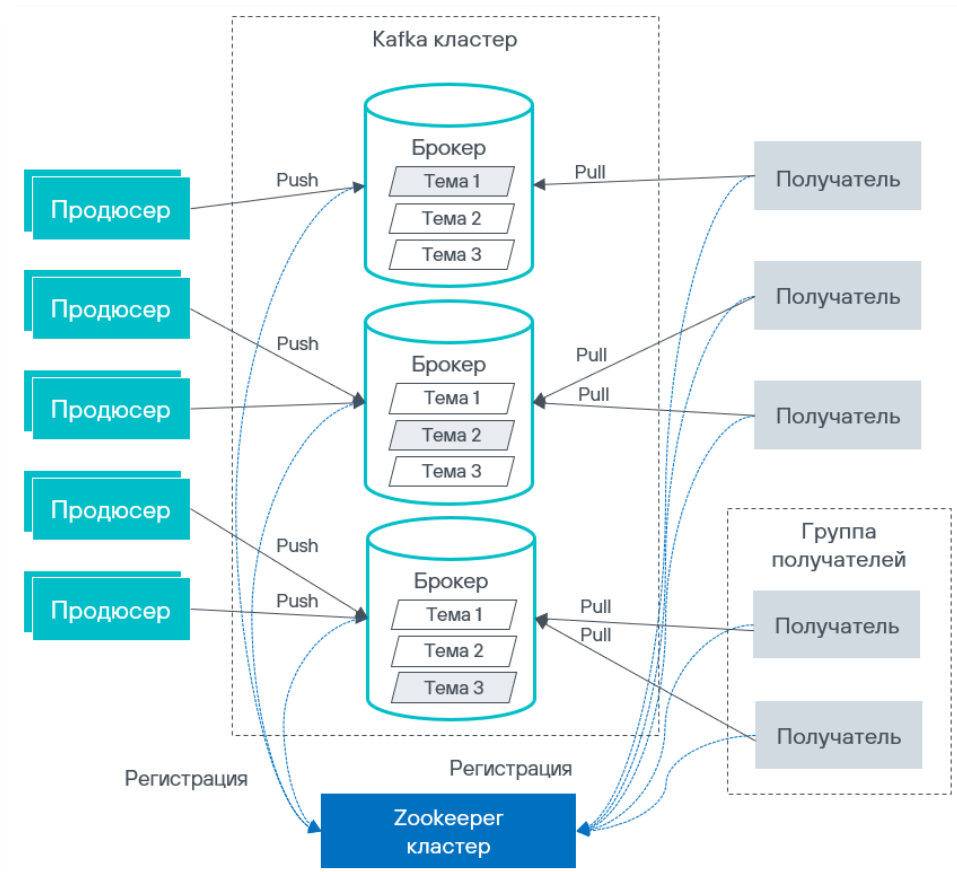 Kafka кластер
Брокер
Тема 1
Тема 2
Тема 3
Push
Pull
Продюсер
Получатель
Продюсер
Получатель
Push
Pull
Брокер
Тема 1
Тема 2
Тема 3
Pull
Продюсер
Получатель
Продюсер
Группа
получателей
Push
Брокер
Тема 1
Тема 2
Тема 3
Push
Pull
Pull
Продюсер
Получатель
Получатель
Регистрация
Регистрация
Zookeeper
кластер